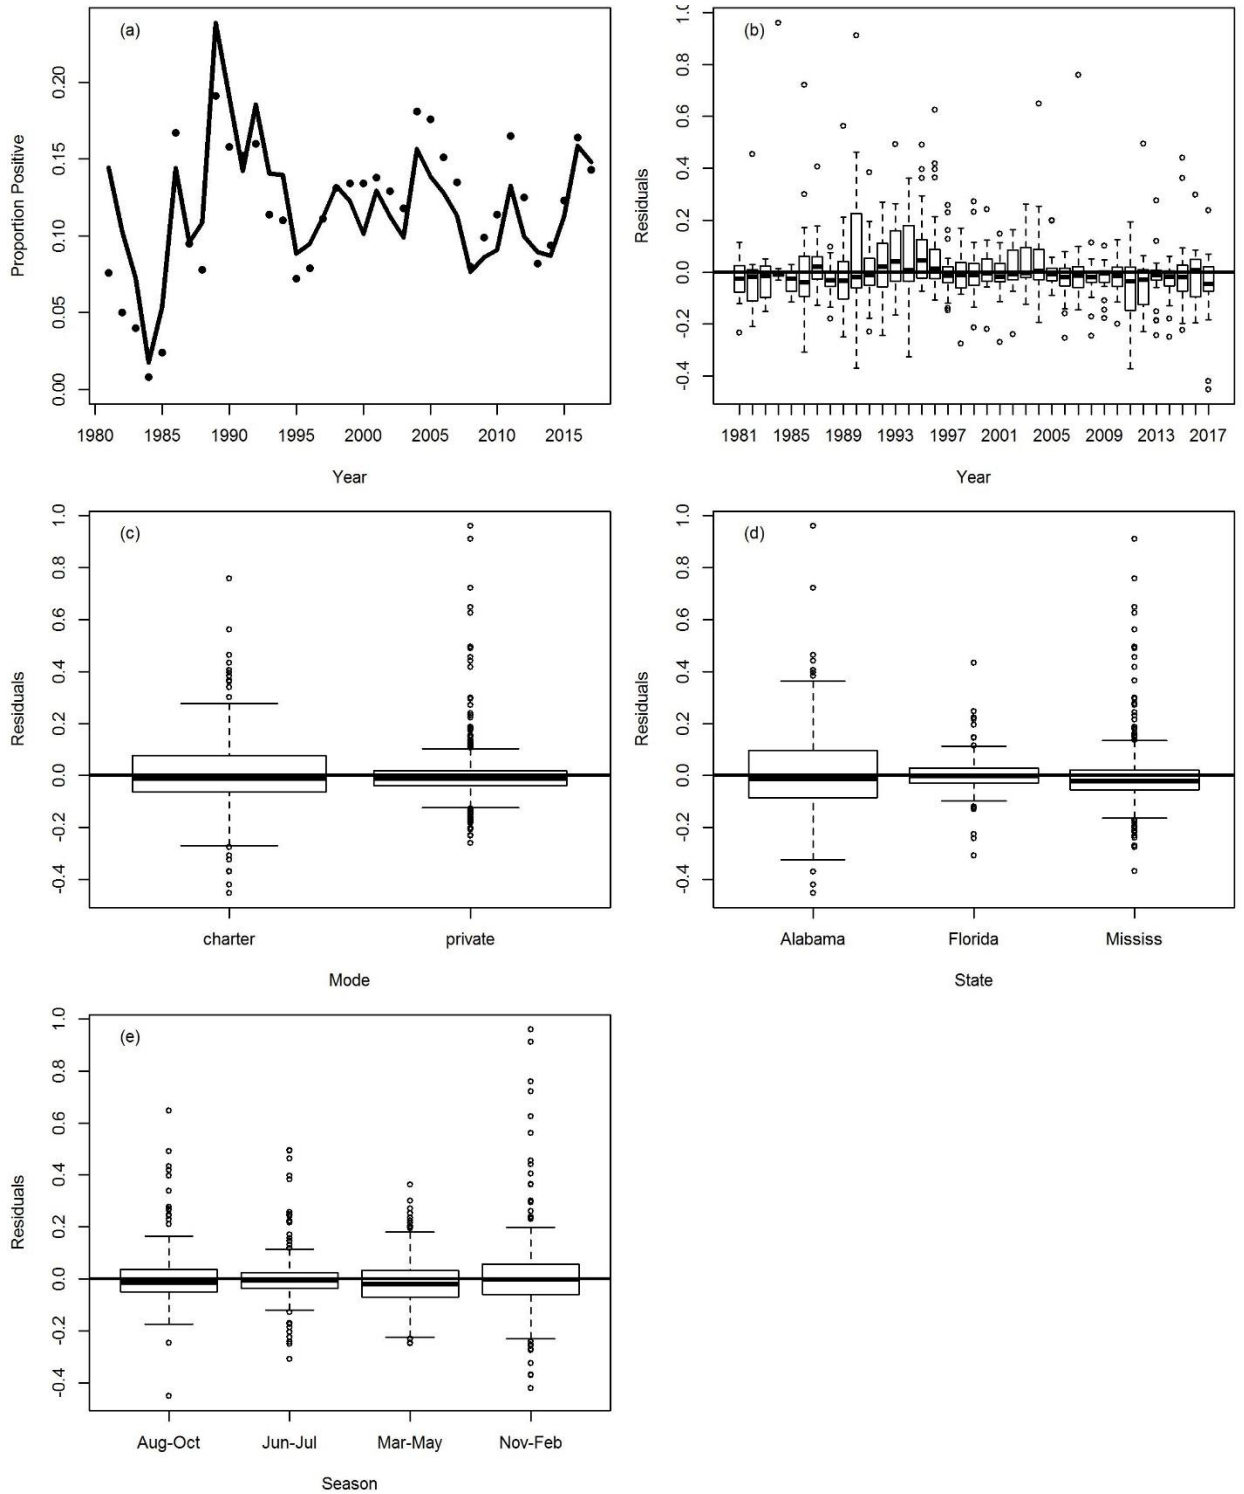 (a)
Proportion Positive
0.20
0.15
0.10
0.05
0.00
1980 1985 1990 1995 2000 2005 2010 2015
Year
(b)
Residuals
1.0
0.8
0.6
0.4
0.2
0.0
-0.2
-0.4
1981 1985 1989 1993 1997 2001 2005 2009 2013 2017
Year
(c)
Residuals
1.0
0.8
0.6
0.4
0.2
0.0
-0.2
-0.4
charter private
Mode
(d)
Residuals
1.0
0.8
0.6
0.4
0.2
0.0
-0.2
-0.4
Alabama Florida Mississ
State
(e)
Residuals
1.0
0.8
0.6
0.4
0.2
0.0
-0.2
-0.4
Aug-Oct Jun-Jul Mar-May Nov-Feb
Season